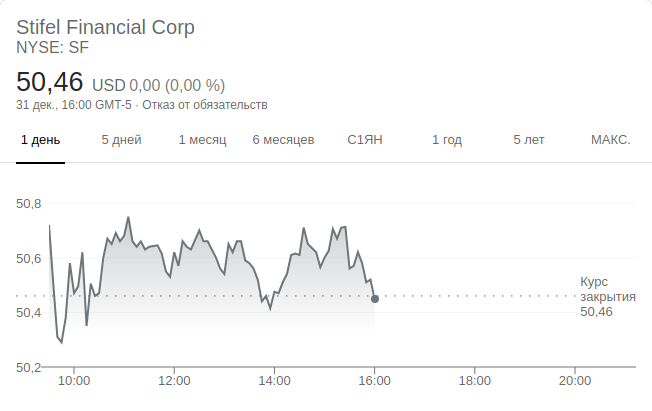 Stifel Financial Corp
NYSE: SF
50,46 USD 0,00 (0,00 %)
31 дек., 16:00 GMT-5 · Отказ от обязательств
1 день 5 дней 1 месяц 6 месяцев С1ЯН 1 год 5 лет МАКС.
50,8
50,6
50,4
50,2
Курс
закрытия
50,46
10:00 12:00 14:00 16:00 18:00 20:00